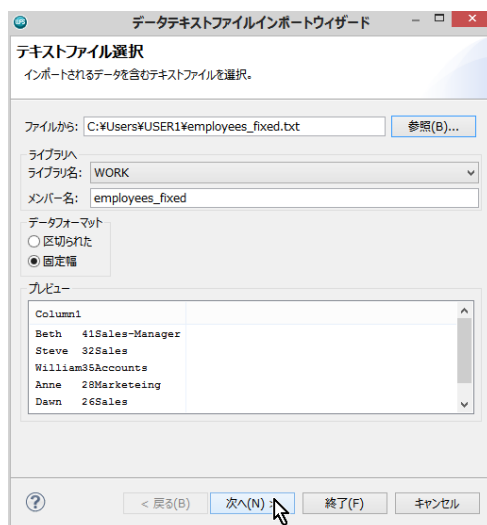 データテキストファイルインポートウィザード
テキストファイル選択
インポートされるデータを含むテキストファイルを選択。
ファイルから: C:¥Users¥USER1¥employees_fixed.txt 参照(B)...
ライブラリへ
ライブラリ名: WORK
メンバー名: employees_fixed
データフォーマット
区切られた
固定幅
プレビュー
Column1
Beth 41Sales-Manager
Steve 32Sales
William35Accounts
Anne 28Marketeing
Dawn 26Sales
< 戻る(B) 次へ(N) > 終了(F) キャンセル